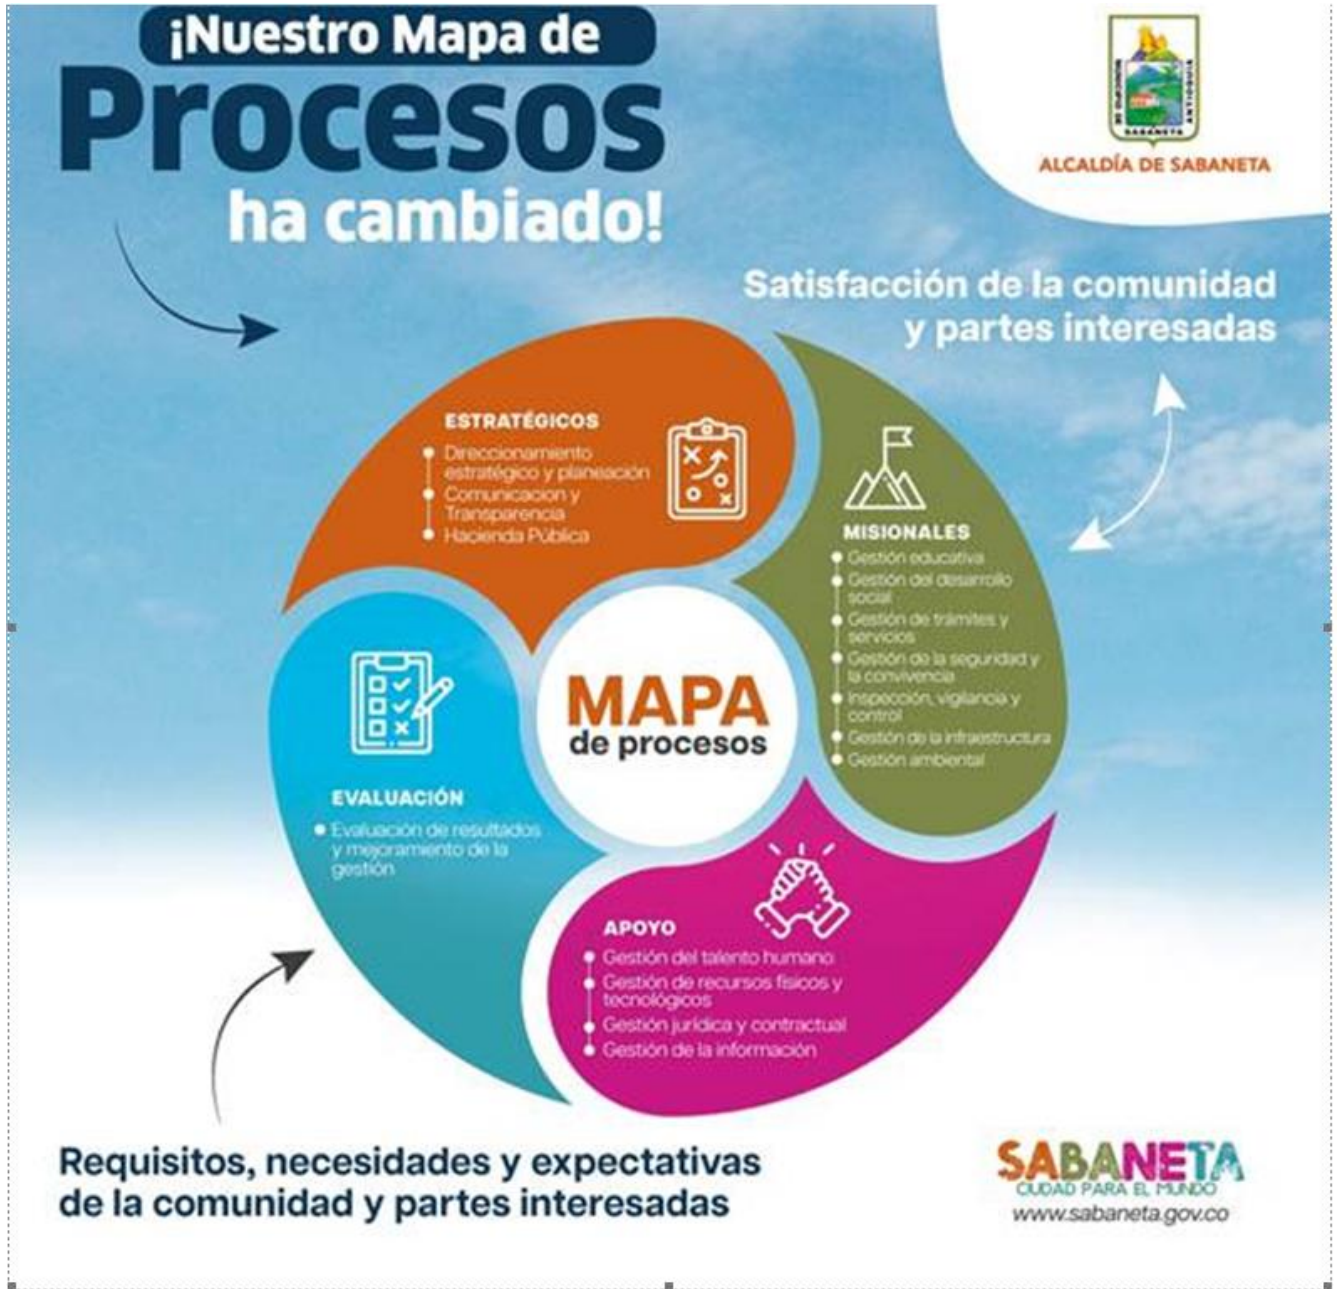 ¡Nuestro Mapa de
Procesos
ha cambiado!
MUNICIPIO DE
SABANETA
ANTIOQUIA
ALCALDÍA DE SABANETA
Satisfacción de la comunidad
y partes interesadas
ESTRATÉGICOS
Direccionamiento
estratégico y planeación
Comunicacion y
Transparencia
Hacienda Pública
MISIONALES
Gestión educativa
Gestión del desarrollo
social
Gestión de trámites y
servicios
Gestión de la seguridad y
la convivencia
Inspección, vigilancia y
control
Gestión de la infraestructura
Gestión ambiental
MAPA
de procesos
EVALUACIÓN
Evaluación de resultados
y mejoramiento de la
gestión
APOYO
Gestión del talento humano
Gestión de recursos físicos y
tecnológicos
Gestión jurídica y contractual
Gestión de la información
Requisitos, necesidades y expectativas
de la comunidad y partes interesadas
SABANETA
CIUDAD PARA EL MUNDO
www.sabaneta.gov.co